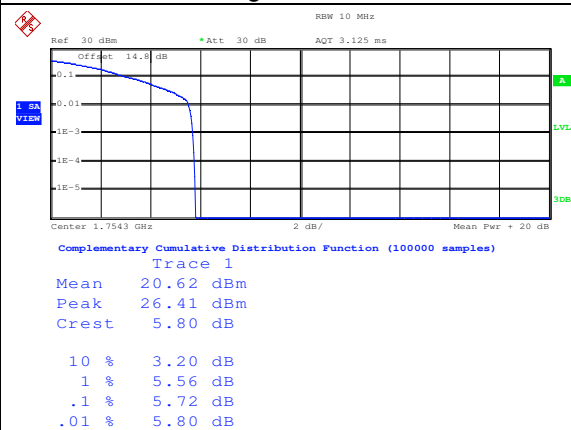 RBW 10 MHz
Ref 30 dBm *Att 30 dB AQT 3.125 ms
Offset 14.8 dB
0.1
A
0.01
1 SA
VIEW
1E-3
LVL
1E-4
1E-5
3DB
Center 1.7543 GHz 2 dB/ Mean Pwr + 20 dB
Complementary Cumulative Distribution Function (100000 samples)
Trace 1
Mean 20.62 dBm
Peak 26.41 dBm
Crest 5.80 dB
10 % 3.20 dB
1 % 5.56 dB
.1 % 5.72 dB
.01 % 5.80 dB